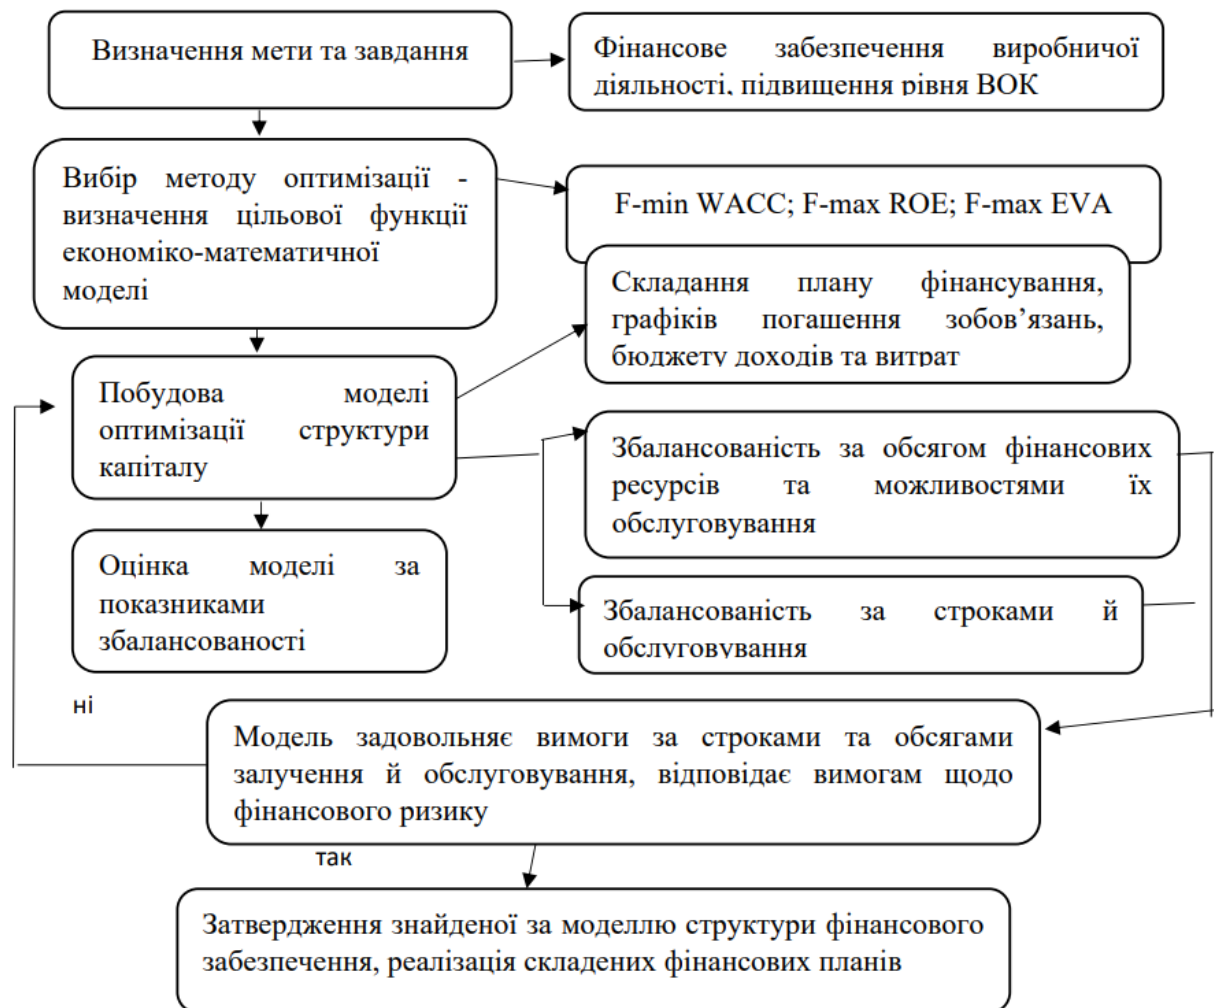 Визначення мети та завдання
Фінансове забезпечення виробничої
діяльності, підвищення рівня ВОК
Вибір методу оптимізації -
визначення цільової функції
економіко-математичної
моделі
F-min WACC; F-max ROE; F-max EVA
Складання плану фінансування,
графіків погашення зобов’язань,
бюджету доходів та витрат
Побудова моделі
оптимізації структури
капіталу
Збалансованість за обсягом фінансових
ресурсів та можливостями їх
обслуговування
Оцінка моделі за
показниками
збалансованості
Збалансованість за строками й
обслуговування
ні
Модель задовольняє вимоги за строками та обсягами
залучення й обслуговування, відповідає вимогам щодо
фінансового ризику
так
Затвердження знайденої за моделлю структури фінансового
забезпечення, реалізація складених фінансових планів